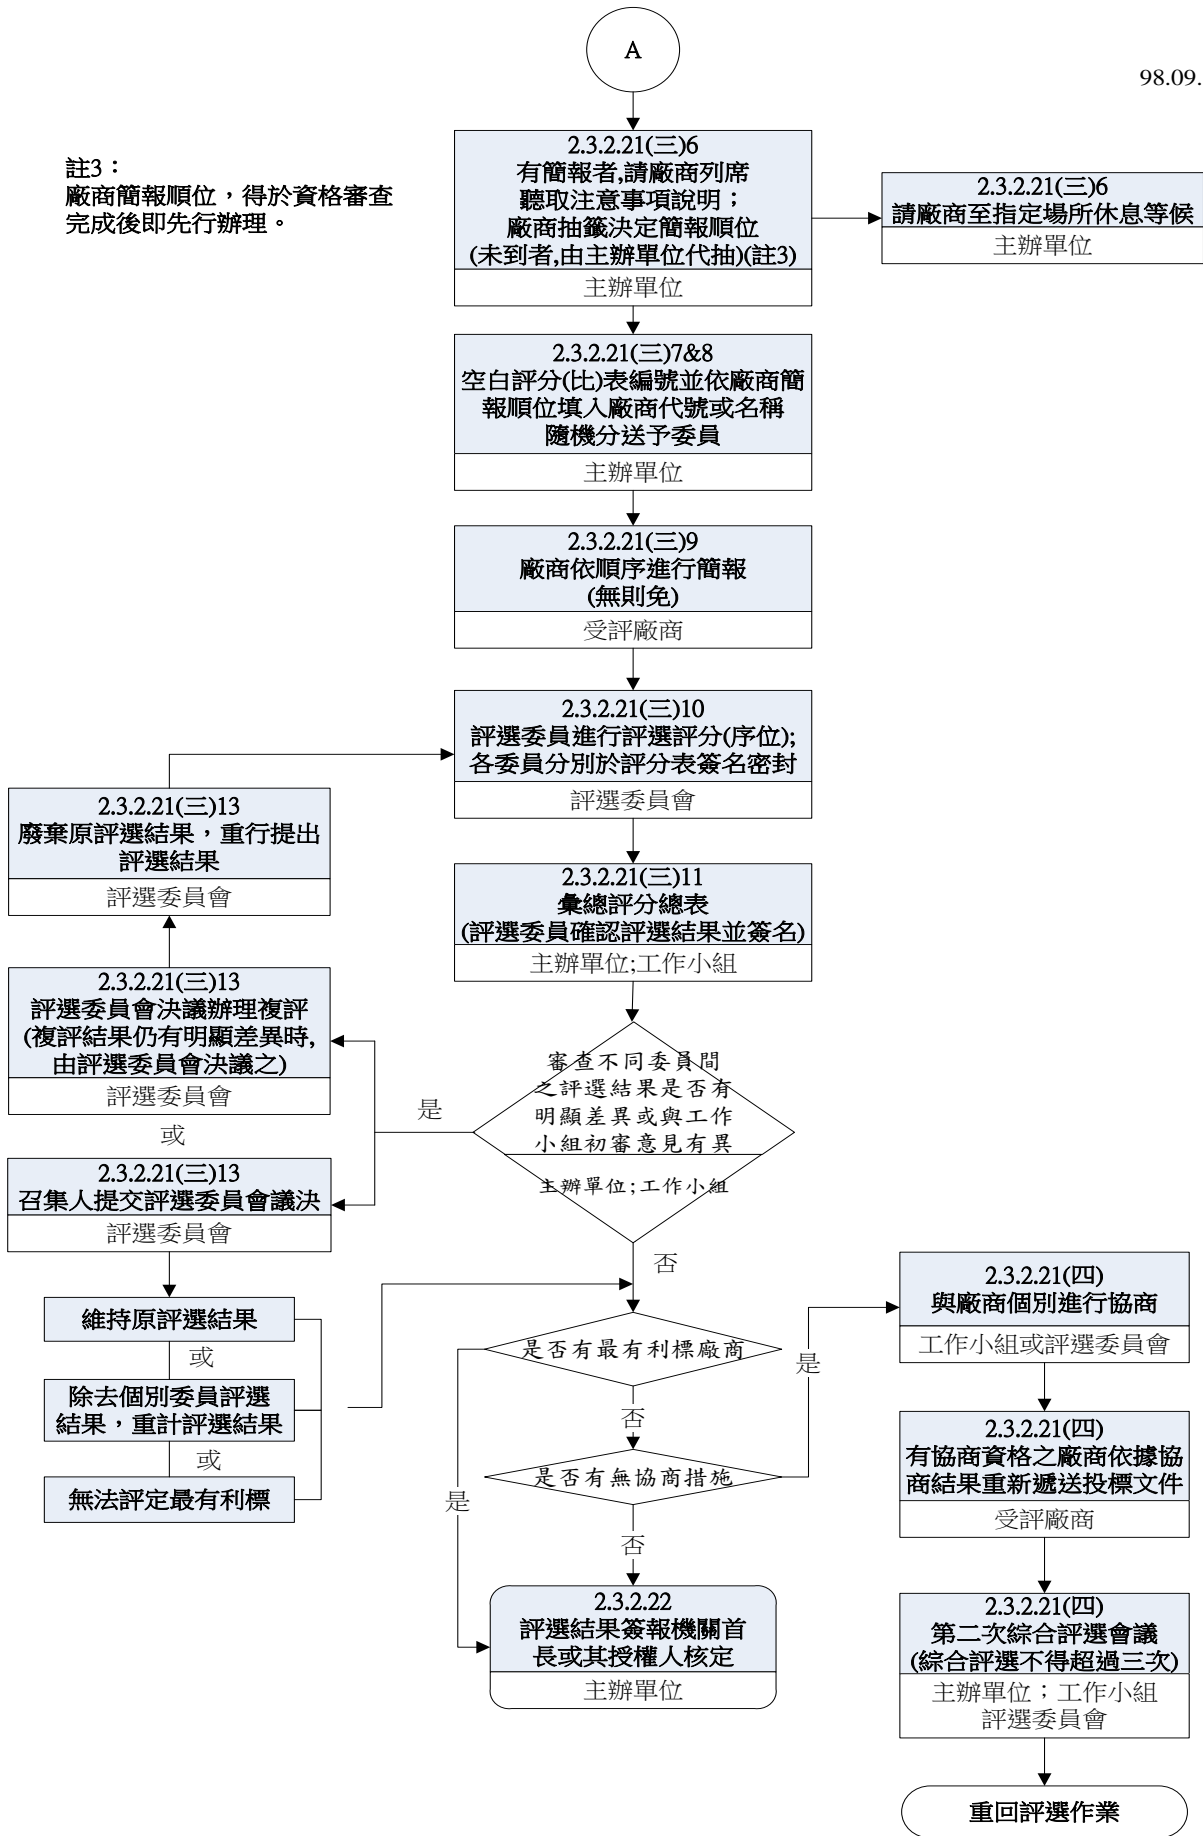 A
98.09.
註3：
廠商簡報順位，得於資格審查
完成後即先行辦理。
2.3.2.21(三)6
有簡報者,請廠商列席
聽取注意事項說明；
廠商抽籤決定簡報順位
(未到者,由主辦單位代抽)(註3)
主辦單位
2.3.2.21(三)6
請廠商至指定場所休息等候
主辦單位
2.3.2.21(三)7&8
空白評分(比)表編號並依廠商簡
報順位填入廠商代號或名稱
隨機分送予委員
主辦單位
2.3.2.21(三)9
廠商依順序進行簡報
(無則免)
受評廠商
2.3.2.21(三)10
評選委員進行評選評分(序位);
各委員分別於評分表簽名密封
評選委員會
2.3.2.21(三)13
廢棄原評選結果，重行提出
評選結果
評選委員會
2.3.2.21(三)11
彙總評分總表
(評選委員確認評選結果並簽名)
主辦單位;工作小組
2.3.2.21(三)13
評選委員會決議辦理複評
(複評結果仍有明顯差異時,
由評選委員會決議之)
評選委員會
或
是
審查不同委員間
之評選結果是否有
明顯差異或與工作
小組初審意見有異
主辦單位;工作小組
2.3.2.21(三)13
召集人提交評選委員會議決
評選委員會
否
維持原評選結果
或
除去個別委員評選
結果，重計評選結果
或
無法評定最有利標
是否有最有利標廠商
是
否
是否有無協商措施
是
否
2.3.2.22
評選結果簽報機關首
長或其授權人核定
主辦單位
2.3.2.21(四)
與廠商個別進行協商
工作小組或評選委員會
2.3.2.21(四)
有協商資格之廠商依據協
商結果重新遞送投標文件
受評廠商
2.3.2.21(四)
第二次綜合評選會議
(綜合評選不得超過三次)
主辦單位；工作小組
評選委員會
重回評選作業